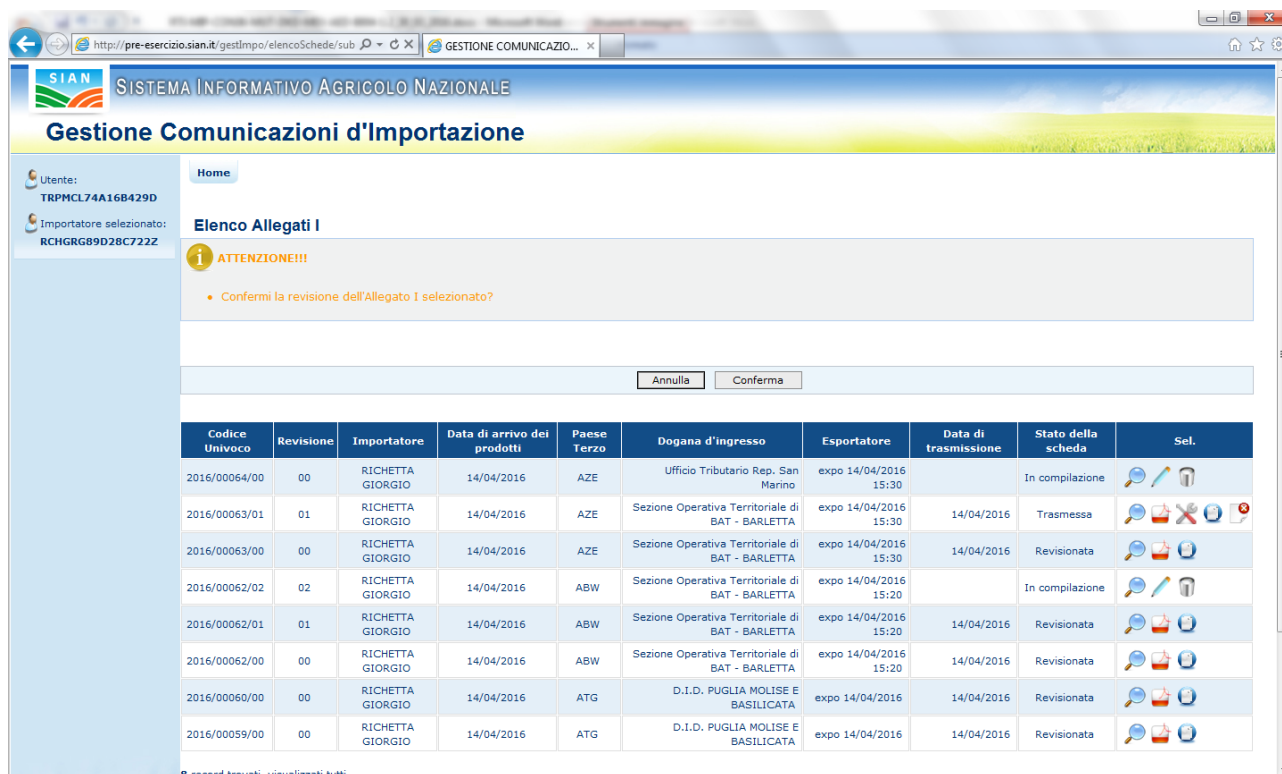 http://pre-esercizio.sian.it/gestImpo/elencoSchede/sub
GESTIONE COMUNICAZIO...
SIAN
SISTEMA INFORMATIVO AGRICOLO NAZIONALE
Gestione Comunicazioni d'Importazione
Utente:
TRPMCL74A16B429D
Importatore selezionato:
RCHGRG89D28C722Z
Home
Elenco Allegati I
ATTENZIONE!!!
• Confermi la revisione dell'Allegato I selezionato?
Annulla Conferma
Codice Univoco Revisione Importatore Data di arrivo dei prodotti Paese Terzo Dogana d'ingresso Esportatore Data di trasmissione Stato della scheda Sel.
2016/00064/00 00 RICHETTA GIORGIO 14/04/2016 AZE Ufficio Tributario Rep. San Marino expo 14/04/2016 15:30 In compilazione
2016/00063/01 01 RICHETTA GIORGIO 14/04/2016 AZE Sezione Operativa Territoriale di BAT - BARLETTA expo 14/04/2016 15:30 14/04/2016 Trasmessa
2016/00063/00 00 RICHETTA GIORGIO 14/04/2016 AZE Sezione Operativa Territoriale di BAT - BARLETTA expo 14/04/2016 15:30 14/04/2016 Revisionata
2016/00062/02 02 RICHETTA GIORGIO 14/04/2016 ABW Sezione Operativa Territoriale di BAT - BARLETTA expo 14/04/2016 15:20 In compilazione
2016/00062/01 01 RICHETTA GIORGIO 14/04/2016 ABW Sezione Operativa Territoriale di BAT - BARLETTA expo 14/04/2016 15:20 14/04/2016 Revisionata
2016/00062/00 00 RICHETTA GIORGIO 14/04/2016 ABW Sezione Operativa Territoriale di BAT - BARLETTA expo 14/04/2016 15:20 14/04/2016 Revisionata
2016/00060/00 00 RICHETTA GIORGIO 14/04/2016 ATG D.I.D. PUGLIA MOLISE E BASILICATA expo 14/04/2016 14/04/2016 Revisionata
2016/00059/00 00 RICHETTA GIORGIO 14/04/2016 ATG D.I.D. PUGLIA MOLISE E BASILICATA expo 14/04/2016 14/04/2016 Revisionata